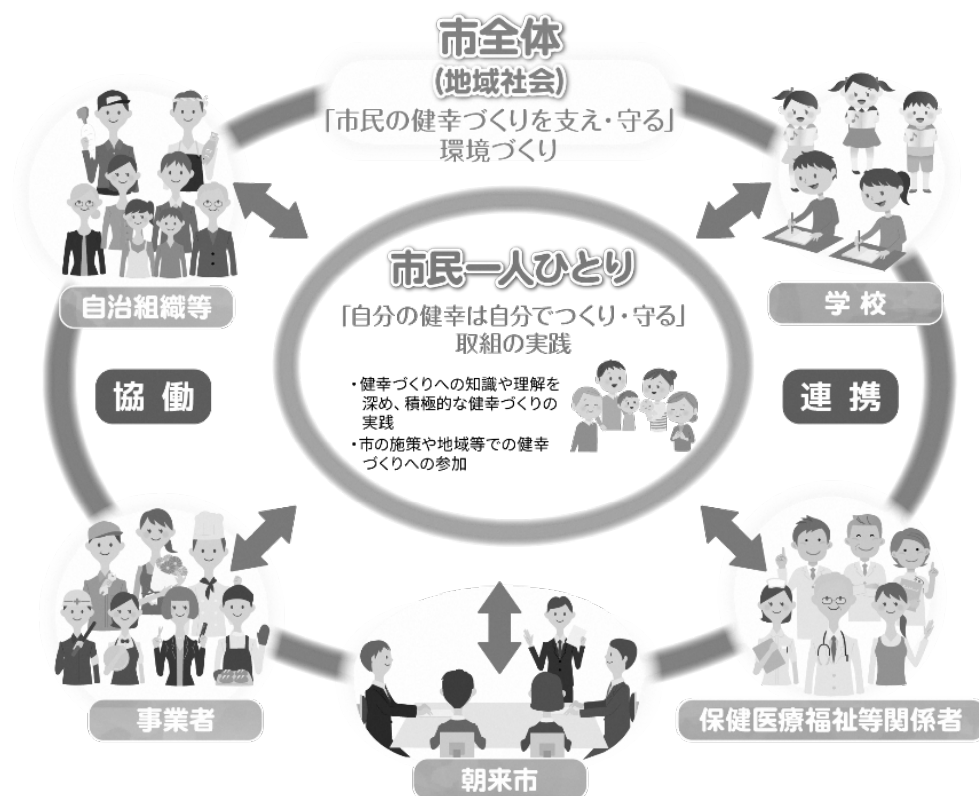 市全体
(地域社会)
「市民の健幸づくりを支え・守る」
環境づくり
自治組織等
学校
市民一人ひとり
「自分の健幸は自分でつくり・守る」
取組の実践
・健幸づくりへの知識や理解を
深め、積極的な健幸づくりの
実践
・市の施策や地域等での健幸
づくりへの参加
協働
連携
事業者
保健医療福祉等関係者
朝来市